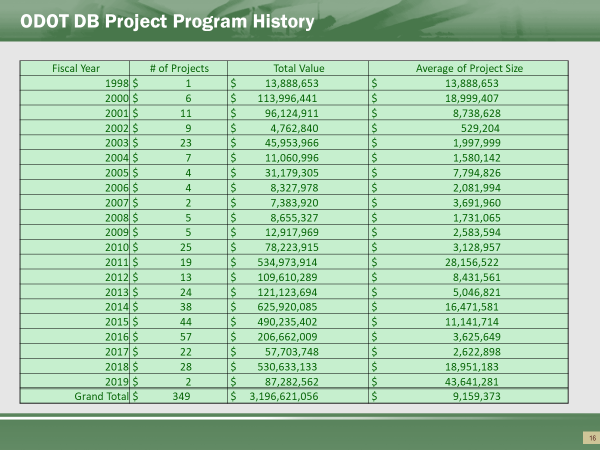 ODOT DB Project Program History
Fiscal Year # of Projects Total Value Average of Project Size
1998 $ 1 $ 13,888,653 $ 13,888,653
2000 $ 6 $ 113,996,441 $ 18,999,407
2001 $ 11 $ 96,124,911 $ 8,738,628
2002 $ 9 $ 4,762,840 $ 529,204
2003 $ 23 $ 45,953,966 $ 1,997,999
2004 $ 7 $ 11,060,996 $ 1,580,142
2005 $ 4 $ 31,179,305 $ 7,794,826
2006 $ 4 $ 8,327,978 $ 2,081,994
2007 $ 2 $ 7,383,920 $ 3,691,960
2008 $ 5 $ 8,655,327 $ 1,731,065
2009 $ 5 $ 12,917,969 $ 2,583,594
2010 $ 25 $ 78,223,915 $ 3,128,957
2011 $ 19 $ 534,973,914 $ 28,156,522
2012 $ 13 $ 109,610,289 $ 8,431,561
2013 $ 24 $ 121,123,694 $ 5,046,821
2014 $ 38 $ 625,920,085 $ 16,471,581
2015 $ 44 $ 490,235,402 $ 11,141,714
2016 $ 57 $ 206,662,009 $ 3,625,649
2017 $ 22 $ 57,703,748 $ 2,622,898
2018 $ 28 $ 530,633,133 $ 18,951,183
2019 $ 2 $ 87,282,562 $ 43,641,281
Grand Total $ 349 $ 3,196,621,056 $ 9,159,373
16